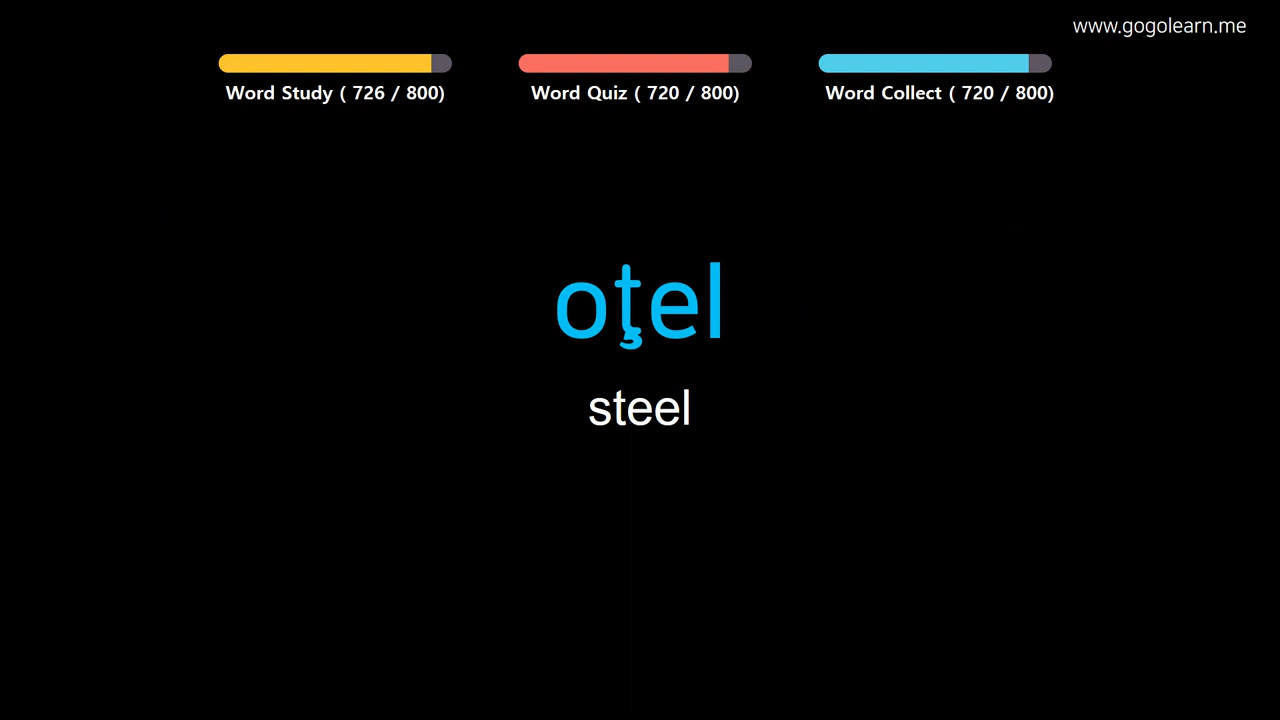 www.gogolearn.me
Word Study ( 726 / 800)
Word Quiz ( 720 / 800)
Word Collect ( 720 / 800)
oţel
steel